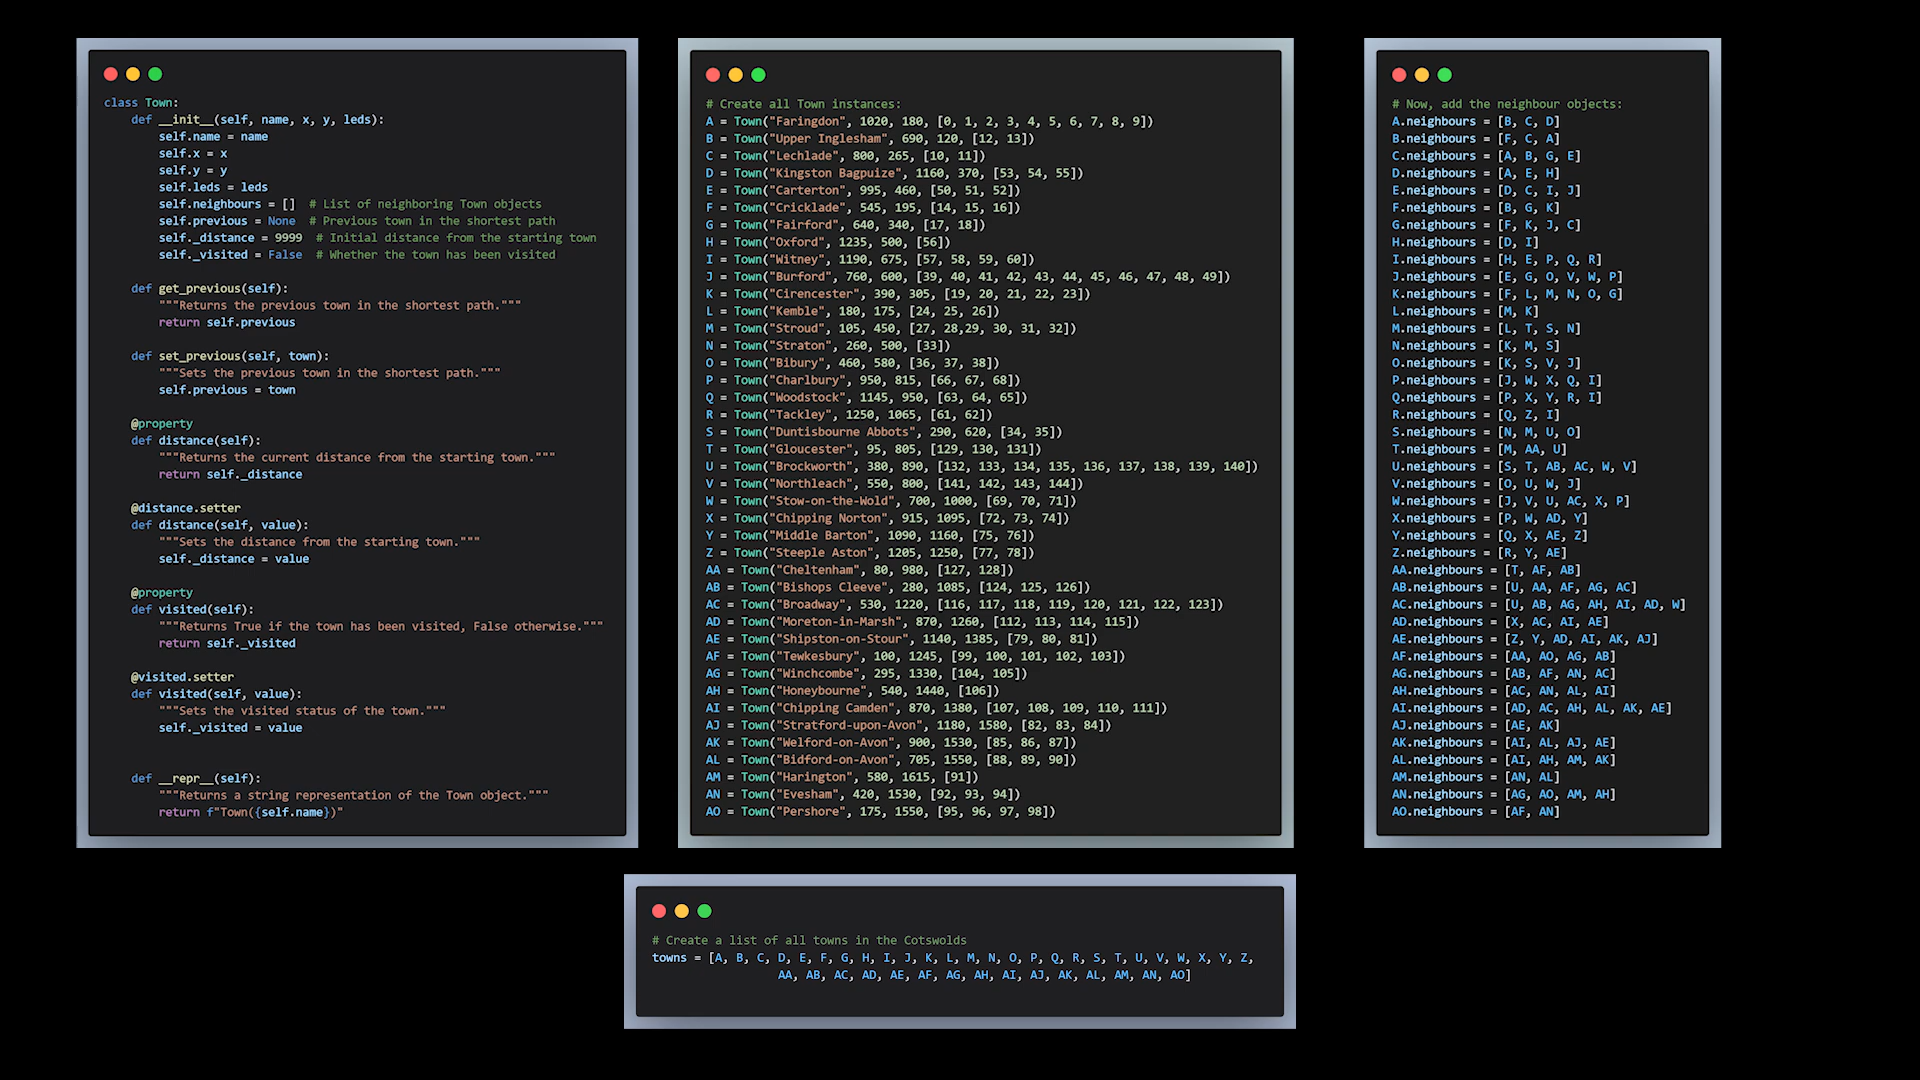 class Town:
    def __init__(self, name, x, y, leds):
        self.name = name
        self.x = x
        self.y = y
        self.leds = leds
        self.neighbours = []  # List of neighboring Town objects
        self.previous = None  # Previous town in the shortest path
        self._distance = 9999  # Initial distance from the starting town
        self._visited = False  # Whether the town has been visited

    def get_previous(self):
        """Returns the previous town in the shortest path."""
        return self.previous

    def set_previous(self, town):
        """Sets the previous town in the shortest path."""
        self.previous = town

    @property
    def distance(self):
        """Returns the current distance from the starting town."""
        return self._distance

    @distance.setter
    def distance(self, value):
        """Sets the distance from the starting town."""
        self._distance = value

    @property
    def visited(self):
        """Returns True if the town has been visited, False otherwise."""
        return self._visited

    @visited.setter
    def visited(self, value):
        """Sets the visited status of the town."""
        self._visited = value

    def __repr__(self):
        """Returns a string representation of the Town object."""
        return f"Town({self.name})"
# Create all Town instances:
A = Town("Faringdon", 1020, 180, [0, 1, 2, 3, 4, 5, 6, 7, 8, 9])
B = Town("Upper Inglesham", 690, 120, [12, 13])
C = Town("Lechlade", 800, 265, [10, 11])
D = Town("Kingston Bagpuize", 1160, 370, [53, 54, 55])
E = Town("Carterton", 995, 460, [50, 51, 52])
F = Town("Cricklade", 545, 195, [14, 15, 16])
G = Town("Fairford", 640, 340, [17, 18])
H = Town("Oxford", 1235, 500, [56])
I = Town("Witney", 1190, 675, [57, 58, 59, 60])
J = Town("Burford", 760, 600, [39, 40, 41, 42, 43, 44, 45, 46, 47, 48, 49])
K = Town("Cirencester", 390, 305, [19, 20, 21, 22, 23])
L = Town("Kemble", 180, 175, [24, 25, 26])
M = Town("Stroud", 105, 450, [27, 28,29, 30, 31, 32])
N = Town("Straton", 260, 500, [33])
O = Town("Bibury", 460, 580, [36, 37, 38])
P = Town("Charlbury", 950, 815, [66, 67, 68])
Q = Town("Woodstock", 1145, 950, [63, 64, 65])
R = Town("Tackley", 1250, 1065, [61, 62])
S = Town("Duntisbourne Abbots", 290, 620, [34, 35])
T = Town("Gloucester", 95, 805, [129, 130, 131])
U = Town("Brockworth", 380, 890, [132, 133, 134, 135, 136, 137, 138, 139, 140])
V = Town("Northleach", 550, 800, [141, 142, 143, 144])
W = Town("Stow-on-the-Wold", 700, 1000, [69, 70, 71])
X = Town("Chipping Norton", 915, 1095, [72, 73, 74])
Y = Town("Middle Barton", 1090, 1160, [75, 76])
Z = Town("Steeple Aston", 1205, 1250, [77, 78])
AA = Town("Cheltenham", 80, 980, [127, 128])
AB = Town("Bishops Cleeve", 280, 1085, [124, 125, 126])
AC = Town("Broadway", 530, 1220, [116, 117, 118, 119, 120, 121, 122, 123])
AD = Town("Moreton-in-Marsh", 870, 1260, [112, 113, 114, 115])
AE = Town("Shipston-on-Stour", 1140, 1385, [79, 80, 81])
AF = Town("Tewkesbury", 100, 1245, [99, 100, 101, 102, 103])
AG = Town("Winchcombe", 295, 1330, [104, 105])
AH = Town("Honeybourne", 540, 1440, [106])
AI = Town("Chipping Camden", 870, 1380, [107, 108, 109, 110, 111])
AJ = Town("Stratford-upon-Avon", 1180, 1580, [82, 83, 84])
AK = Town("Welford-on-Avon", 900, 1530, [85, 86, 87])
AL = Town("Bidford-on-Avon", 705, 1550, [88, 89, 90])
AM = Town("Harington", 580, 1615, [91])
AN = Town("Evesham", 420, 1530, [92, 93, 94])
AO = Town("Pershore", 175, 1550, [95, 96, 97, 98])
# Now, add the neighbour objects:
A.neighbours = [B, C, D]
B.neighbours = [F, C, A]
C.neighbours = [A, B, G, E]
D.neighbours = [A, E, H]
E.neighbours = [D, C, I, J]
F.neighbours = [B, G, K]
G.neighbours = [F, K, J, C]
H.neighbours = [D, I]
I.neighbours = [H, E, P, Q, R]
J.neighbours = [E, G, O, V, W, P]
K.neighbours = [F, L, M, N, O, G]
L.neighbours = [M, K]
M.neighbours = [L, T, S, N]
N.neighbours = [K, M, S]
O.neighbours = [K, S, V, J]
P.neighbours = [J, W, X, Q, I]
Q.neighbours = [P, X, Y, R, I]
R.neighbours = [Q, Z, I]
S.neighbours = [N, M, U, O]
T.neighbours = [M, AA, U]
U.neighbours = [S, T, AB, AC, W, V]
V.neighbours = [O, U, W, J]
W.neighbours = [J, V, U, AC, X, P]
X.neighbours = [P, W, AD, Y]
Y.neighbours = [Q, X, AE, Z]
Z.neighbours = [R, Y, AE]
AA.neighbours = [T, AF, AB]
AB.neighbours = [U, AA, AF, AG, AC]
AC.neighbours = [U, AB, AG, AH, AI, AD, W]
AD.neighbours = [X, AC, AI, AE]
AE.neighbours = [Z, Y, AD, AI, AK, AJ]
AF.neighbours = [AA, AO, AG, AB]
AG.neighbours = [AB, AF, AN, AC]
AH.neighbours = [AC, AN, AL, AI]
AI.neighbours = [AD, AC, AH, AL, AK, AE]
AJ.neighbours = [AE, AK]
AK.neighbours = [AI, AL, AJ, AE]
AL.neighbours = [AI, AH, AM, AK]
AM.neighbours = [AN, AL]
AN.neighbours = [AG, AO, AM, AH]
AO.neighbours = [AF, AN]
# Create a list of all towns in the Cotswolds
towns = [A, B, C, D, E, F, G, H, I, J, K, L, M, N, O, P, Q, R, S, T, U, V, W, X, Y, Z,
AA, AB, AC, AD, AE, AF, AG, AH, AI, AJ, AK, AL, AM, AN, AO]